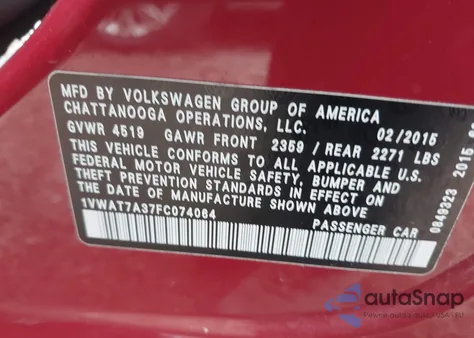 MFD BY VOLKSWAGEN GROUP OF AMERICA
CHATTANOOGA OPERATIONS, LLC. 02/2015
GVWR 4519 GAWR FRONT 2359 / REAR 2271 LBS
THIS VEHICLE CONFORMS TO ALL APPLICABLE U.S.
FEDERAL MOTOR VEHICLE SAFETY, BUMPER AND
THEFT PREVENTION STANDARDS IN EFFECT ON
THE DATE OF MANUFACTURE SHOWN ABOVE
1VWAT7A37FC074064 PASSENGER CAR
0849323 2015
autoSnap